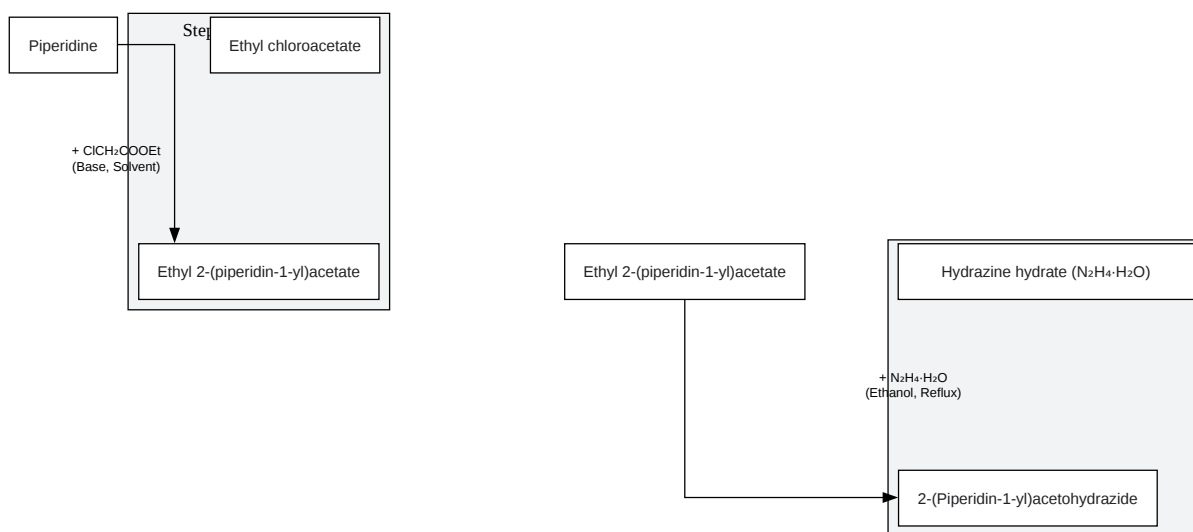 Piperidine
Step
Ethyl chloroacetate
+ ClCH₂COOEt
(Base, Solvent)
Ethyl 2-(piperidin-1-yl)acetate
Ethyl 2-(piperidin-1-yl)acetate
Hydrazine hydrate (N₂H₄·H₂O)
+ N₂H₄·H₂O
(Ethanol, Reflux)
2-(Piperidin-1-yl)acetohydrazide